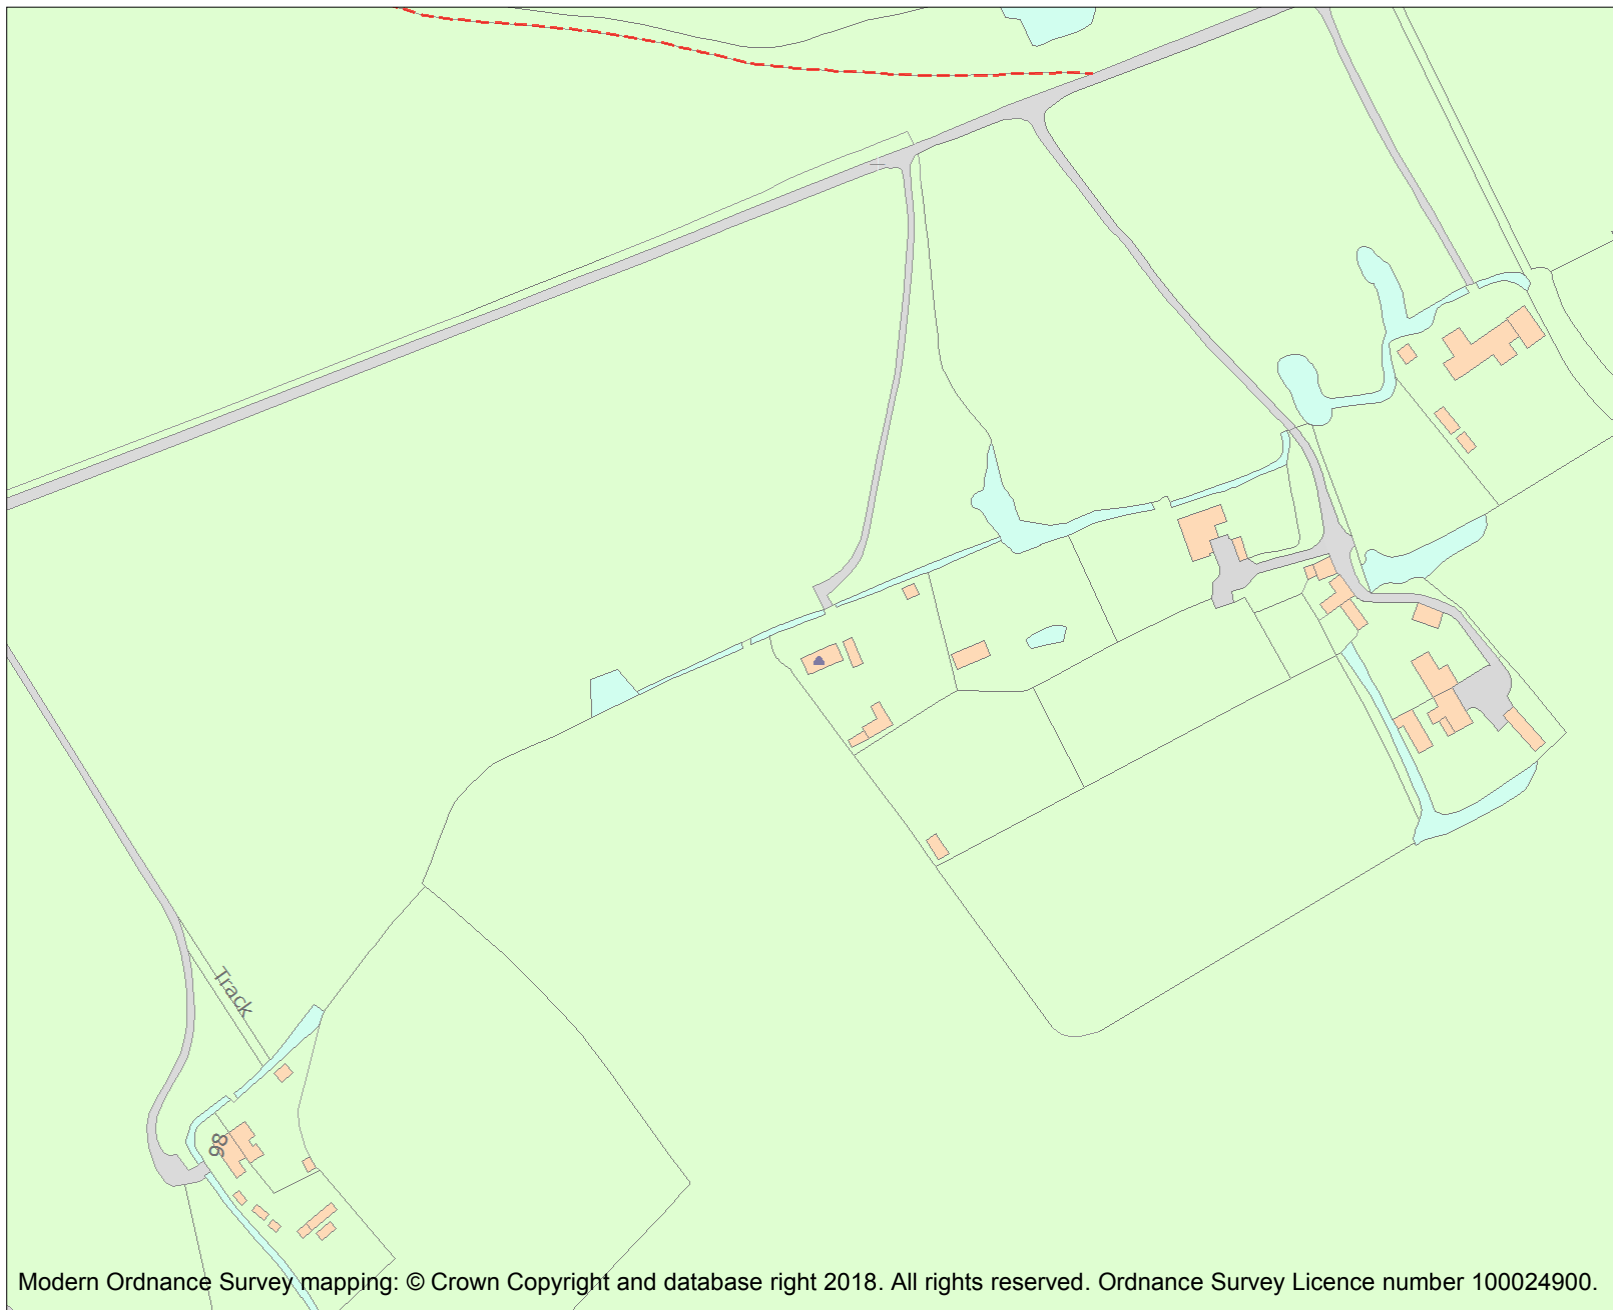 Track
98
Modern Ordnance Survey mapping: © Crown Copyright and database right 2018. All rights reserved. Ordnance Survey Licence number 100024900.